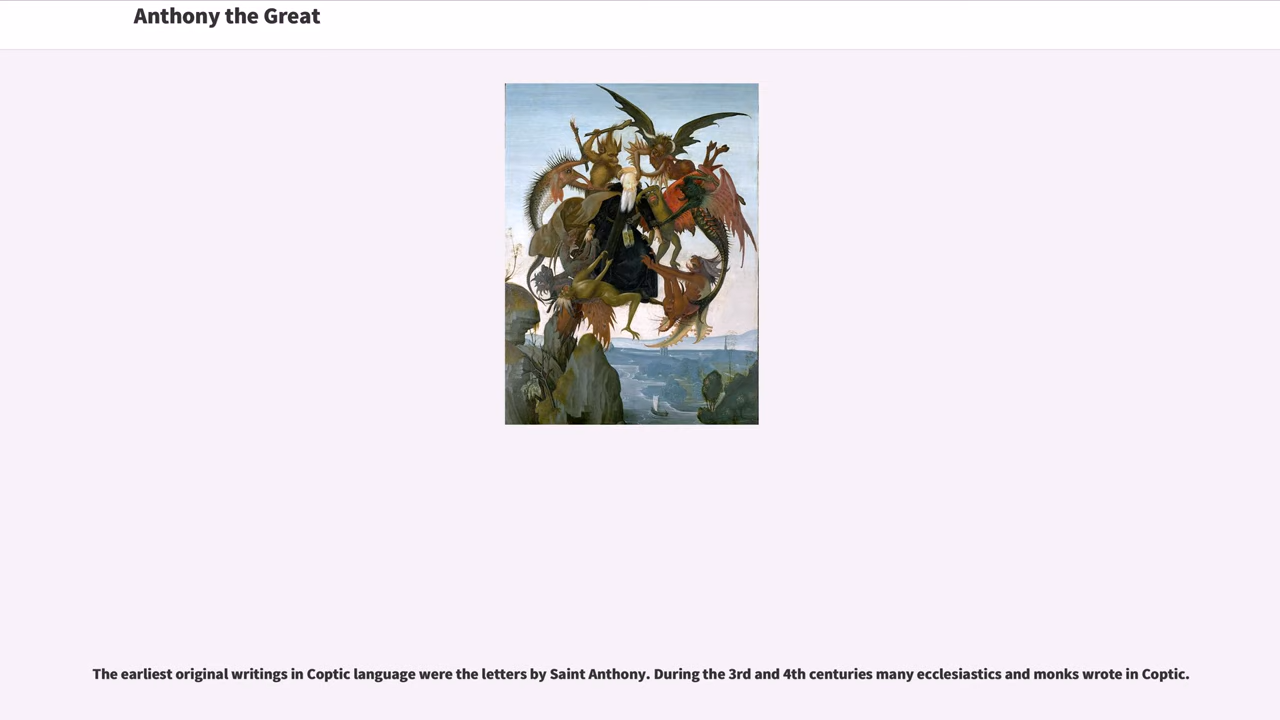 Anthony the Great
The earliest original writings in Coptic language were the letters by Saint Anthony. During the 3rd and 4th centuries many ecclesiastics and monks wrote in Coptic.